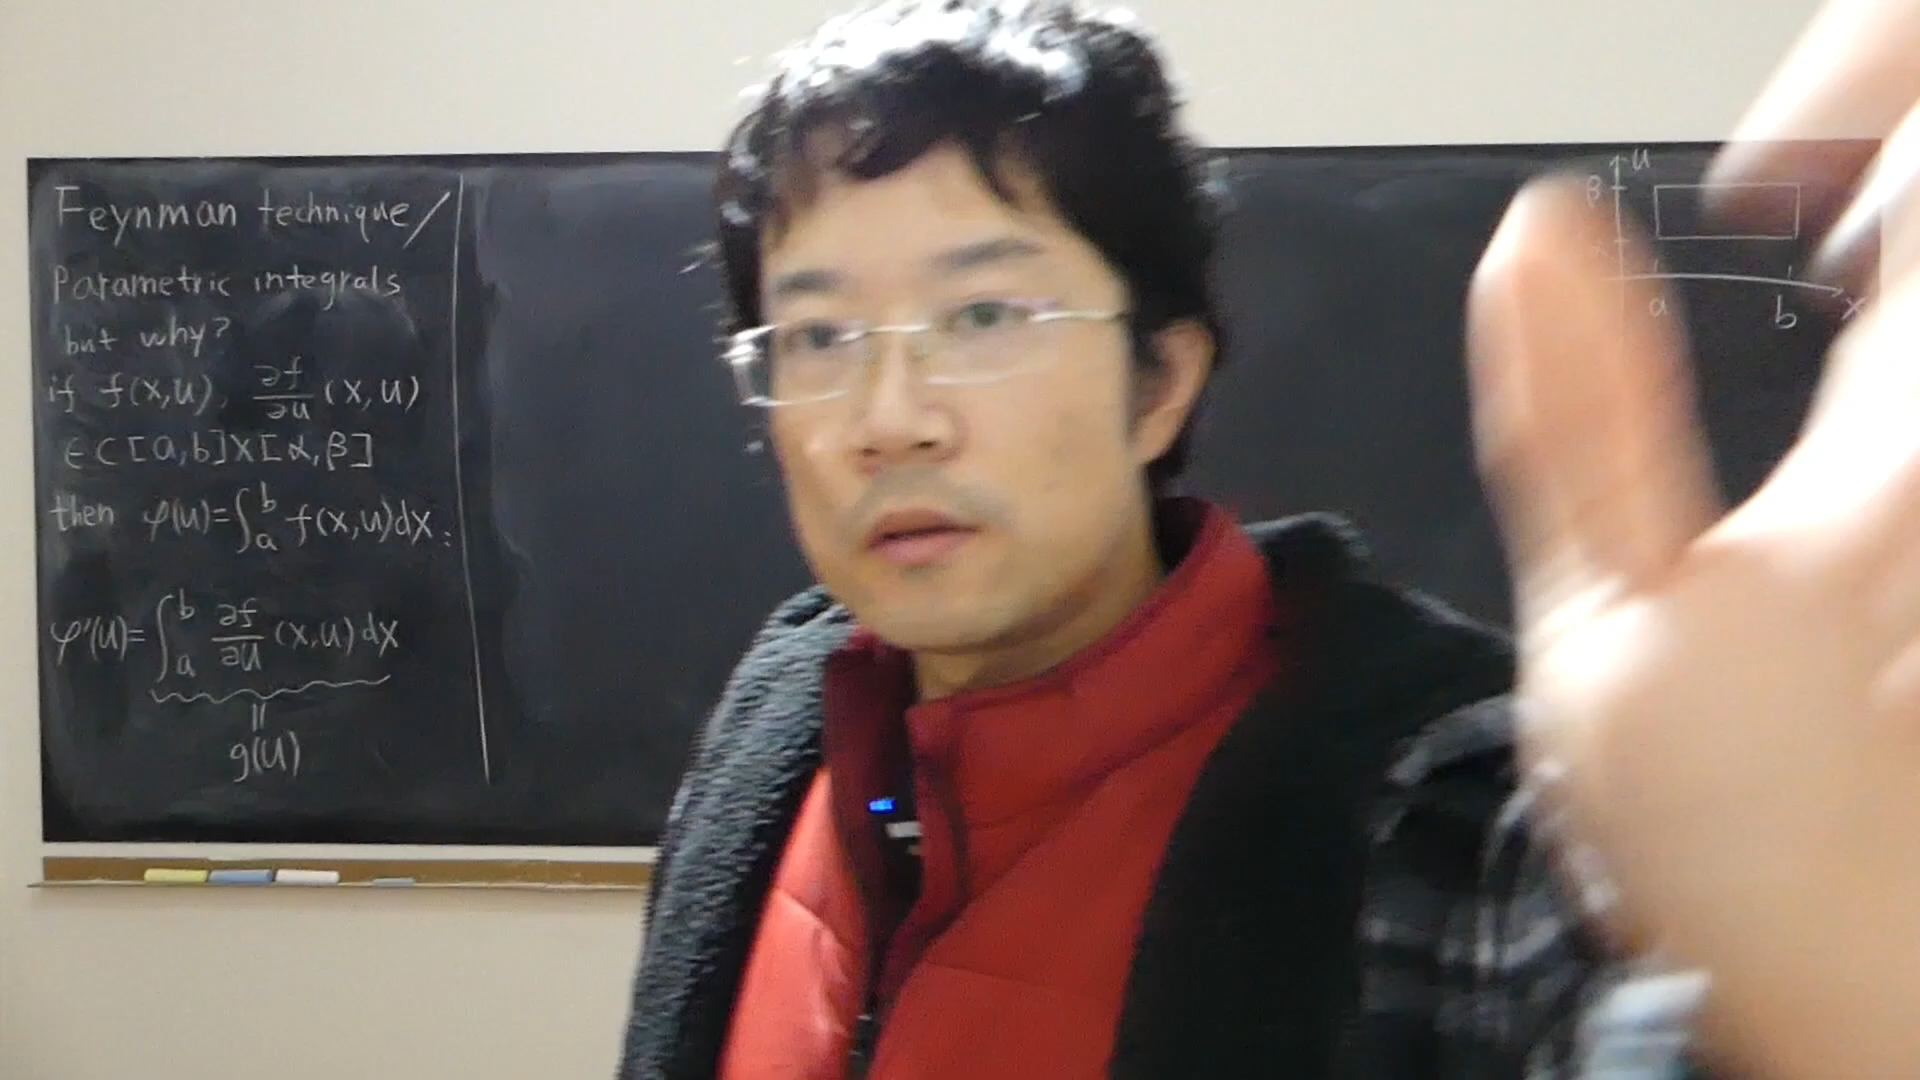 Feynman technique/
Parametric integrals
but why?
if f(x,u), ∂f/∂u (x,u)
∈ C[a,b]×[α,β]
then φ(u)=∫_a^b f(x,u)dx:
φ'(u)=∫_a^b ∂f/∂u (x,u)dx
||
g(u)
u
β
a b x